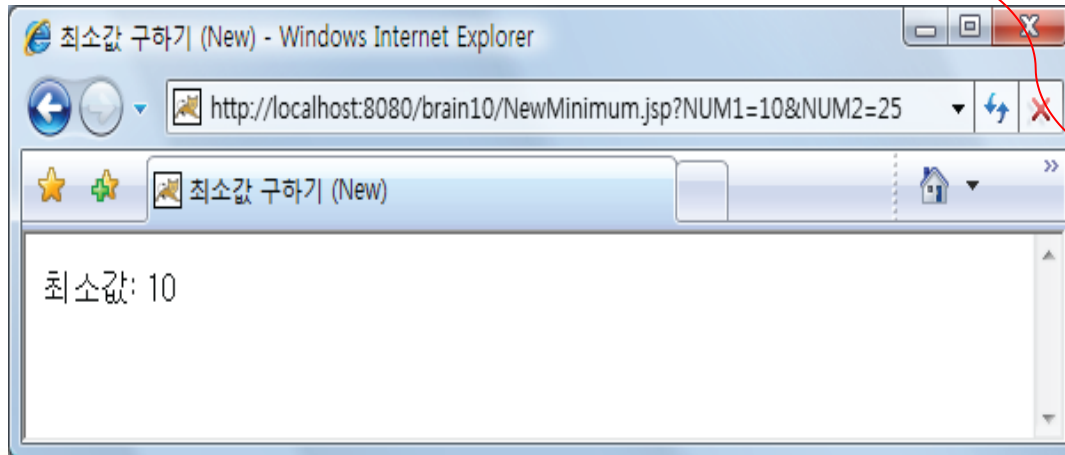 최소값 구하기 (New) - Windows Internet Explorer
http://localhost:8080/brain10/NewMinimum.jsp?NUM1=10&NUM2=25
최소값 구하기 (New)
최소값: 10